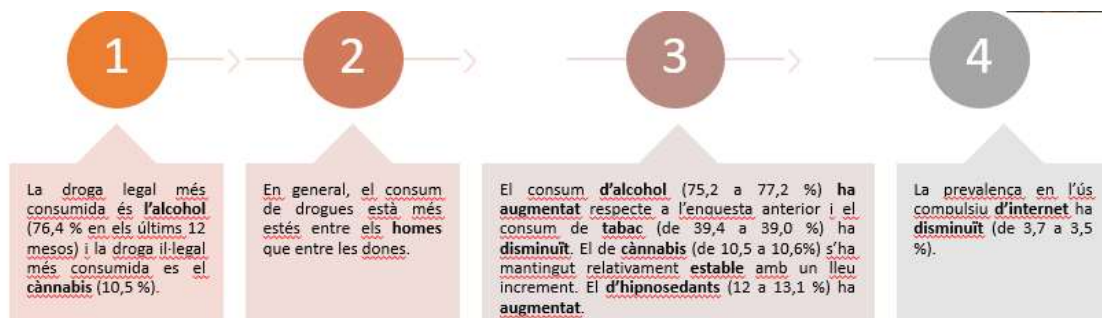 1
2
3
4
La droga legal més
consumida és l'alcohol
(76,4 % en els últims 12
mesos) i la droga il·legal
més consumida es el
cànnabis (10,5 %).
En general, el consum
de drogues està més
estés entre els homes
que entre les dones.
El consum d'alcohol (75,2 a 77,2 %) ha
augmentat respecte a l'enquesta anterior i el
consum de tabac (de 39,4 a 39,0 %) ha
disminuït. El de cànnabis (de 10,5 a 10,6%) s'ha
mantingut relativament estable amb un lleu
increment. El d'hipnosedants (12 a 13,1 %) ha
augmentat.
La prevalença en l'ús
compulsiu d'internet ha
disminuït (de 3,7 a 3,5
%).